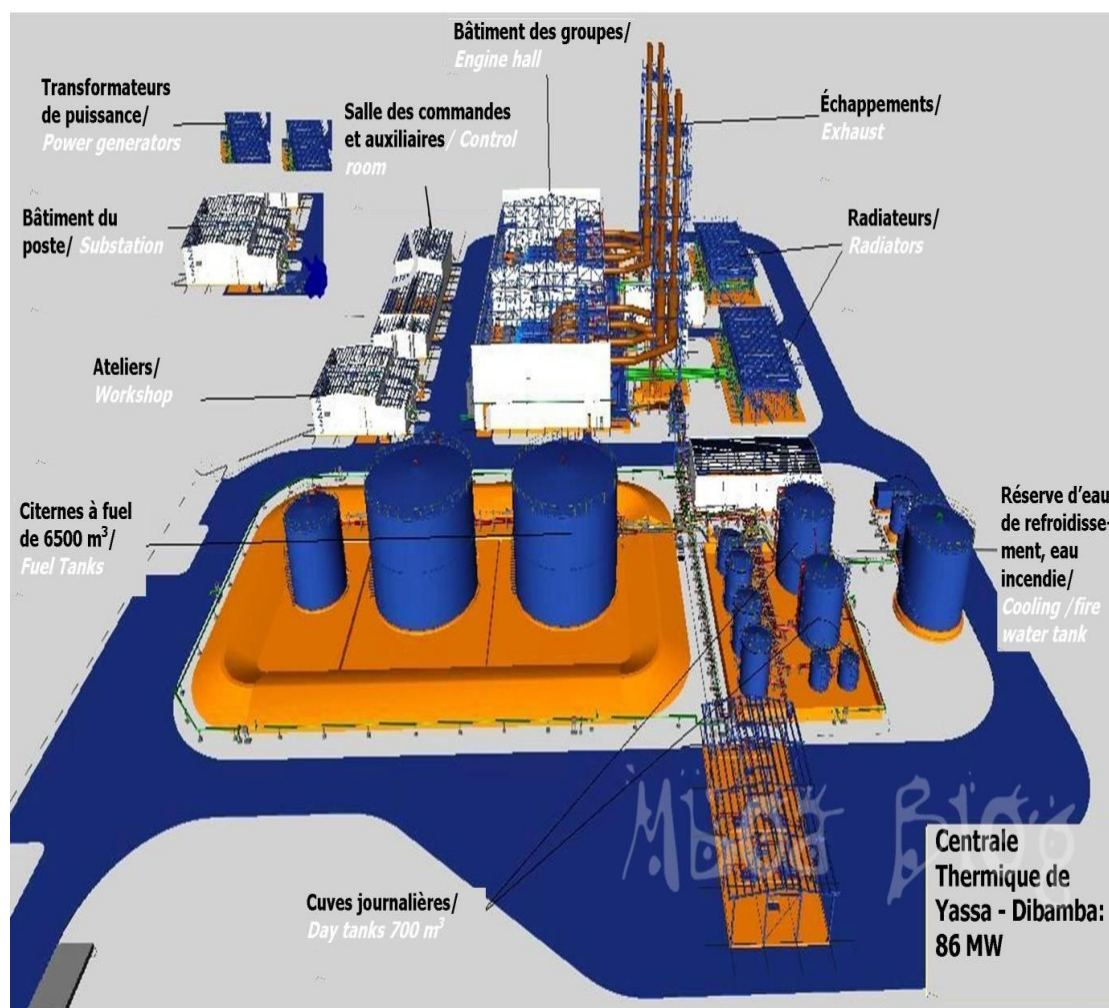 Bâtiment des groupes/
Engine hall
Transformateurs
de puissance/
Power generators
Salle des commandes
et auxiliaires/ Control
room
Échappements/
Exhaust
Bâtiment du
poste/ Substation
Radiateurs/
Radiators
Ateliers/
Workshop
Citernes à fuel
de 6500 m³/
Fuel Tanks
Réserve d'eau
de refroidisse-
ment, eau
incendie/
Cooling /fire
water tank
Cuves journalières/
Day tanks 700 m³
Mboa Blog
Centrale
Thermique de
Yassa - Dibamba:
86 MW